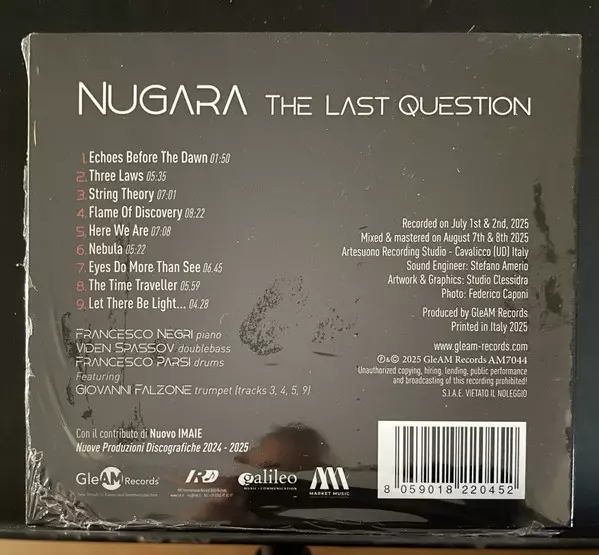 NUGARA THE LAST QUESTION
1. Echoes Before The Dawn 01:50
2. Three Laws 05:35
3. String Theory 07:01
4. Flame Of Discovery 08:22
5. Here We Are 07:08
6. Nebula 05:22
7. Eyes Do More Than See 06.45
8. The Time Traveller 05,59
9. Let There Be Light... 04.28
FRANCESCO NEGRI piano
VIDEN SPASSOV doublebass
FRANCESCO PARSI drums
Featuring
GIOVANNI FALZONE trumpet (tracks 3, 4, 5, 9)
Con il contributo di Nuovo IMAIE
Nuove Produzioni Discografiche 2024 - 2025
Recorded on July 1st & 2nd, 2025
Mixed & mastered on August 7th & 8th 2025
Artesuono Recording Studio - Cavalicco (UD) Italy
Sound Engineer: Stefano Amerio
Artwork & Graphics: Studio Clessidra
Photo: Federico Caponi
Produced by GleAM Records
Printed in Italy 2025
www.gleam-records.com
℗&© 2025 GleAM Records AM7044
Unauthorized copying, hiring, lending, public performance
and broadcasting of this recording prohibited!
S.I.A.E. VIETATO IL NOLEGGIO
GleAM Records
IRD
galileo
MUSIC COMMUNICATION
MARKET MUSIC
8 059018 220452